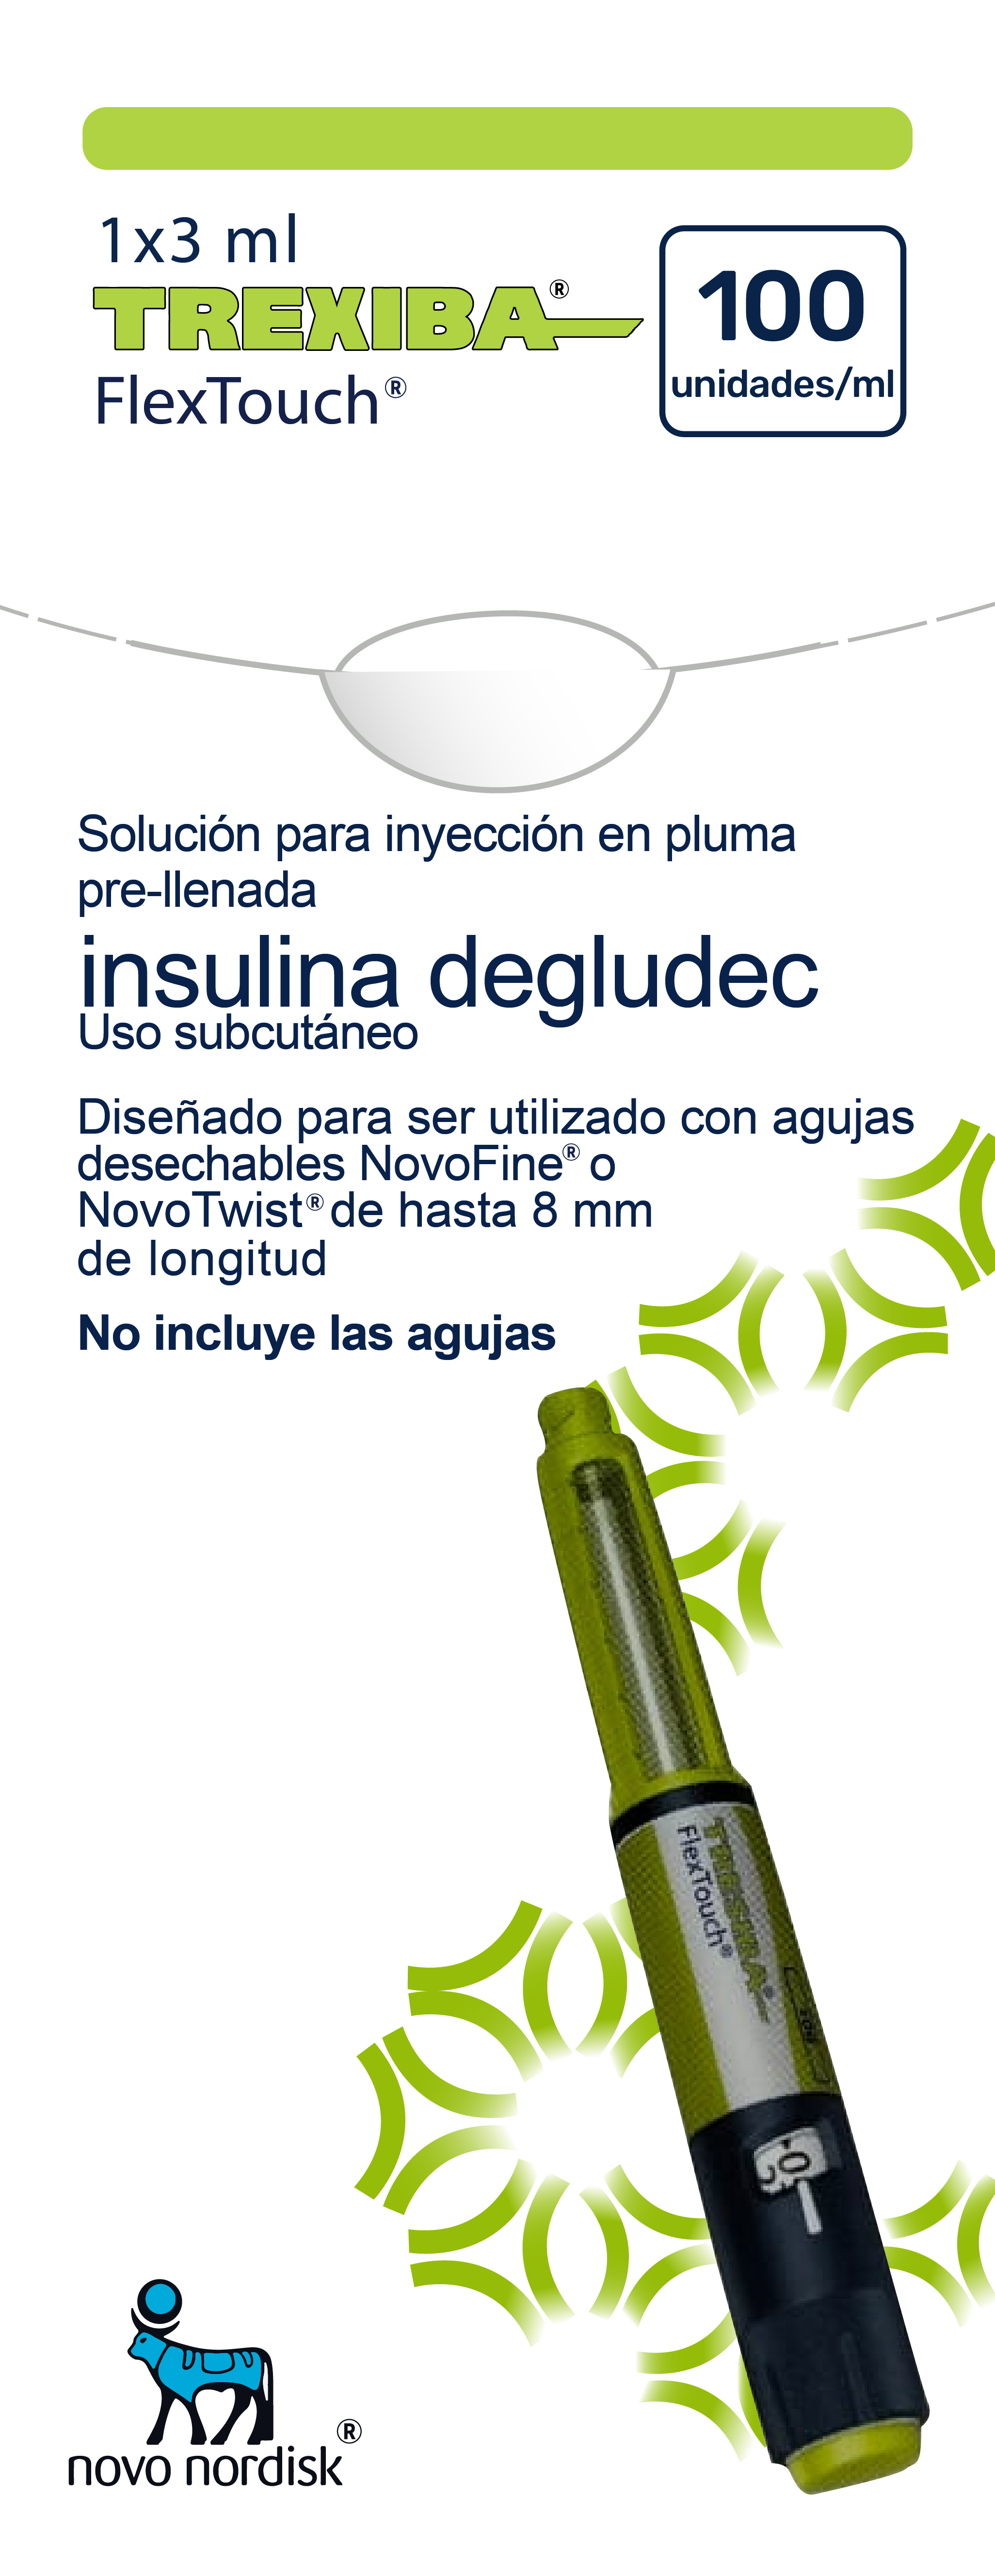 1x3 ml
TREXIBA®
FlexTouch®
100
unidades/ml
Solución para inyección en pluma
pre-llenada
insulina degludec
Uso subcutáneo
Diseñado para ser utilizado con agujas
desechables NovoFine® o
NovoTwist® de hasta 8 mm
de longitud
No incluye las agujas
TREXIBA®
FlexTouch®
0
novo nordisk®